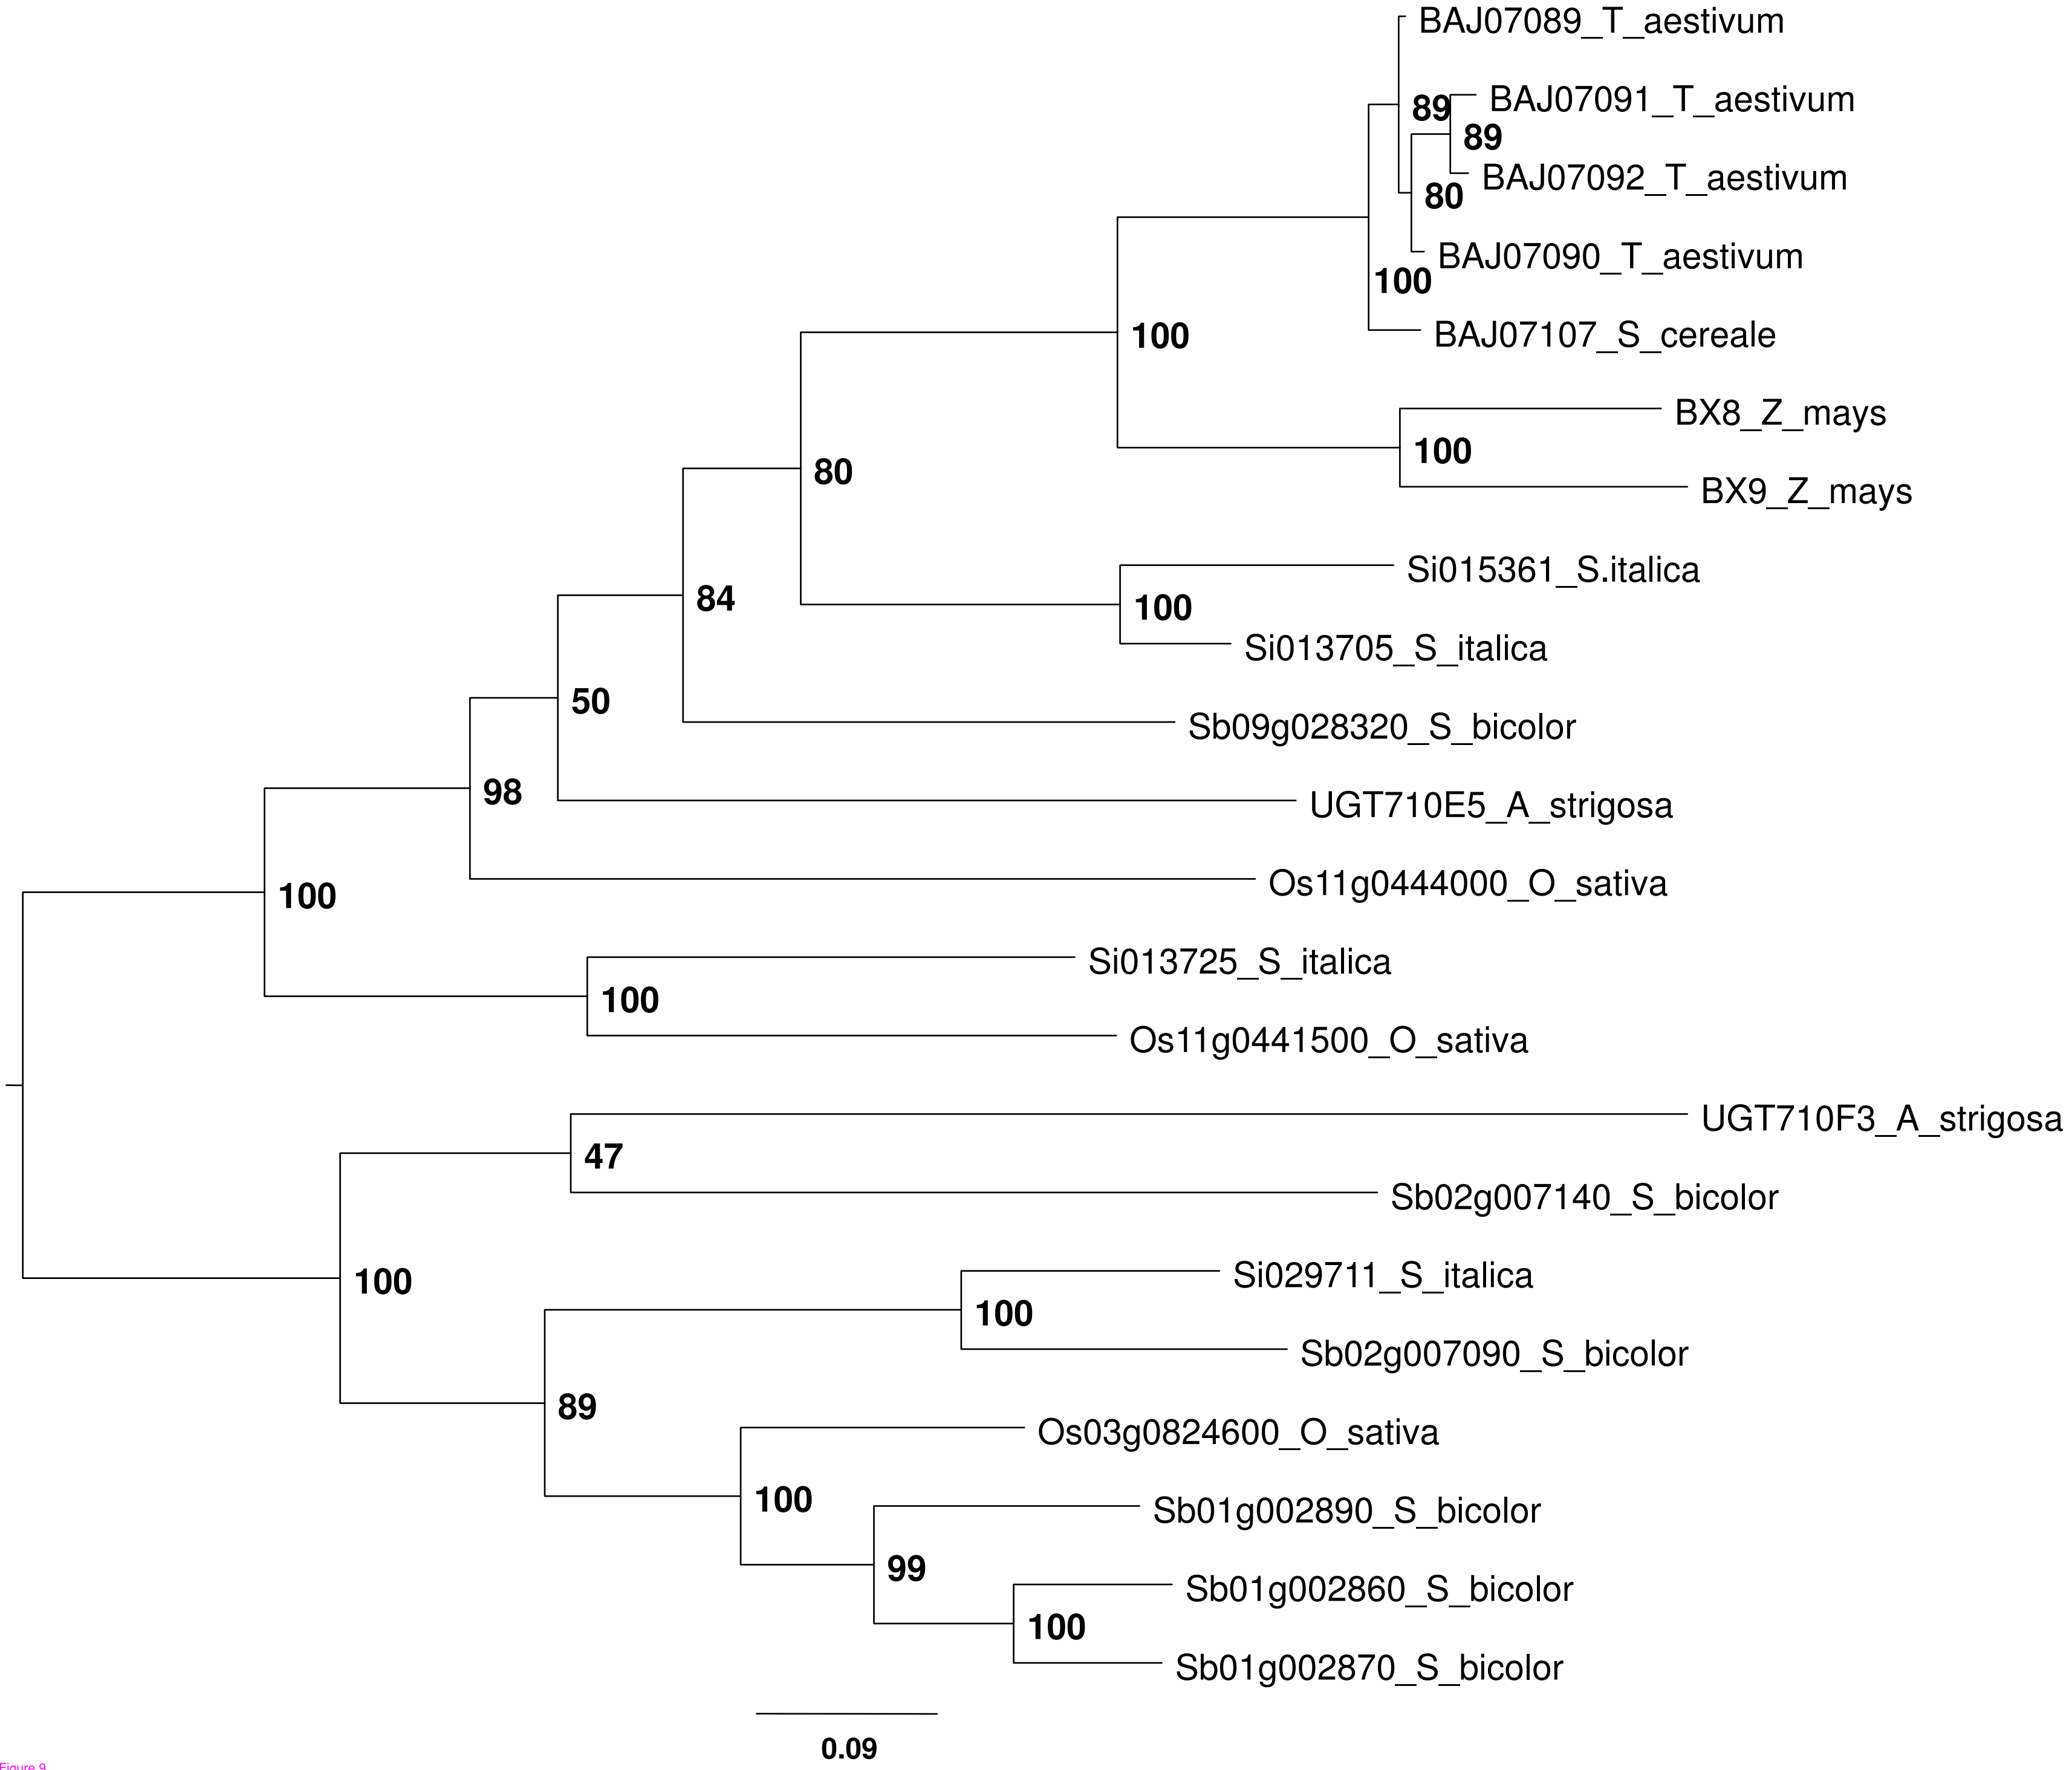 BAJ07089_T_aestivum
BAJ07091_T_aestivum
89
89
BAJ07092_T_aestivum
80
BAJ07090_T_aestivum
100
BAJ07107_S_cereale
100
BX8_Z_mays
100
80
BX9_Z_mays
Si015361_S.italica
84
100
Si013705_S_italica
50
Sb09g028320_S_bicolor
98
UGT710E5_A_strigosa
100
Os11g0444000_O_sativa
Si013725_S_italica
100
Os11g0441500_O_sativa
UGT710F3_A_strigosa
47
Sb02g007140_S_bicolor
100
Si029711_S_italica
100
Sb02g007090_S_bicolor
89
Os03g0824600_O_sativa
100
Sb01g002890_S_bicolor
99
Sb01g002860_S_bicolor
100
Sb01g002870_S_bicolor
0.09
Figure 9